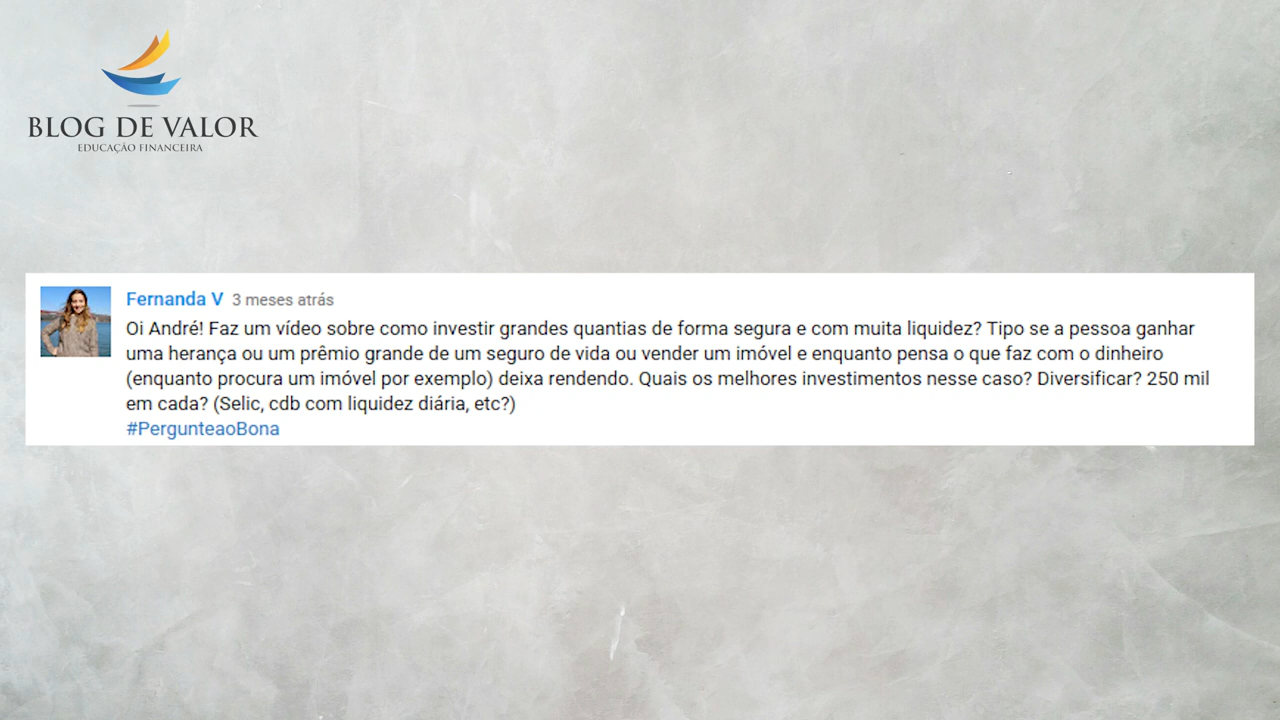 BLOG DE VALOR
EDUCAÇÃO FINANCEIRA
Fernanda V 3 meses atrás
Oi André! Faz um vídeo sobre como investir grandes quantias de forma segura e com muita liquidez? Tipo se a pessoa ganhar
uma herança ou um prêmio grande de um seguro de vida ou vender um imóvel e enquanto pensa o que faz com o dinheiro
(enquanto procura um imóvel por exemplo) deixa rendendo. Quais os melhores investimentos nesse caso? Diversificar? 250 mil
em cada? (Selic, cdb com liquidez diária, etc?)
#PergunteaoBona